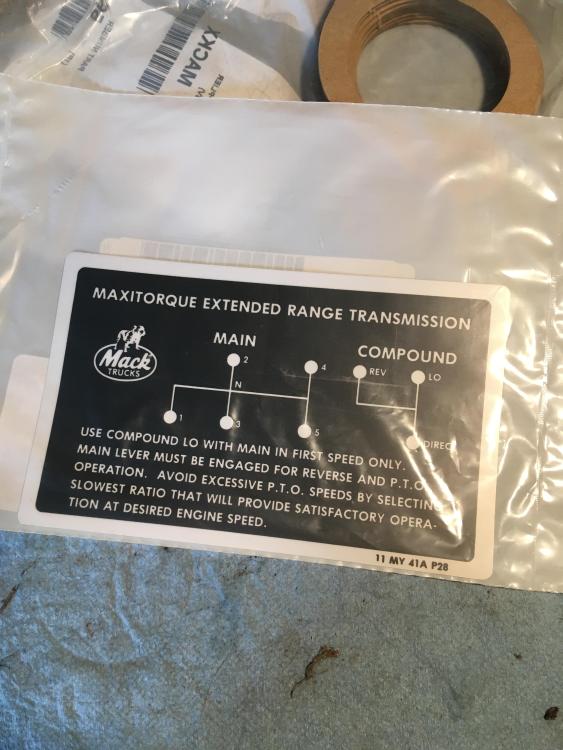 MACKX
MAXITORQUE EXTENDED RANGE TRANSMISSION
MAIN
COMPOUND
Mack
TRUCKS
2
4
REV
LO
N
1
3
5
DIRECT
USE COMPOUND LO WITH MAIN IN FIRST SPEED ONLY.
MAIN LEVER MUST BE ENGAGED FOR REVERSE AND P.T.O.
OPERATION. AVOID EXCESSIVE P.T.O. SPEEDS BY SELECTING
SLOWEST RATIO THAT WILL PROVIDE SATISFACTORY OPERA-
TION AT DESIRED ENGINE SPEED.
11 MY 41A P28